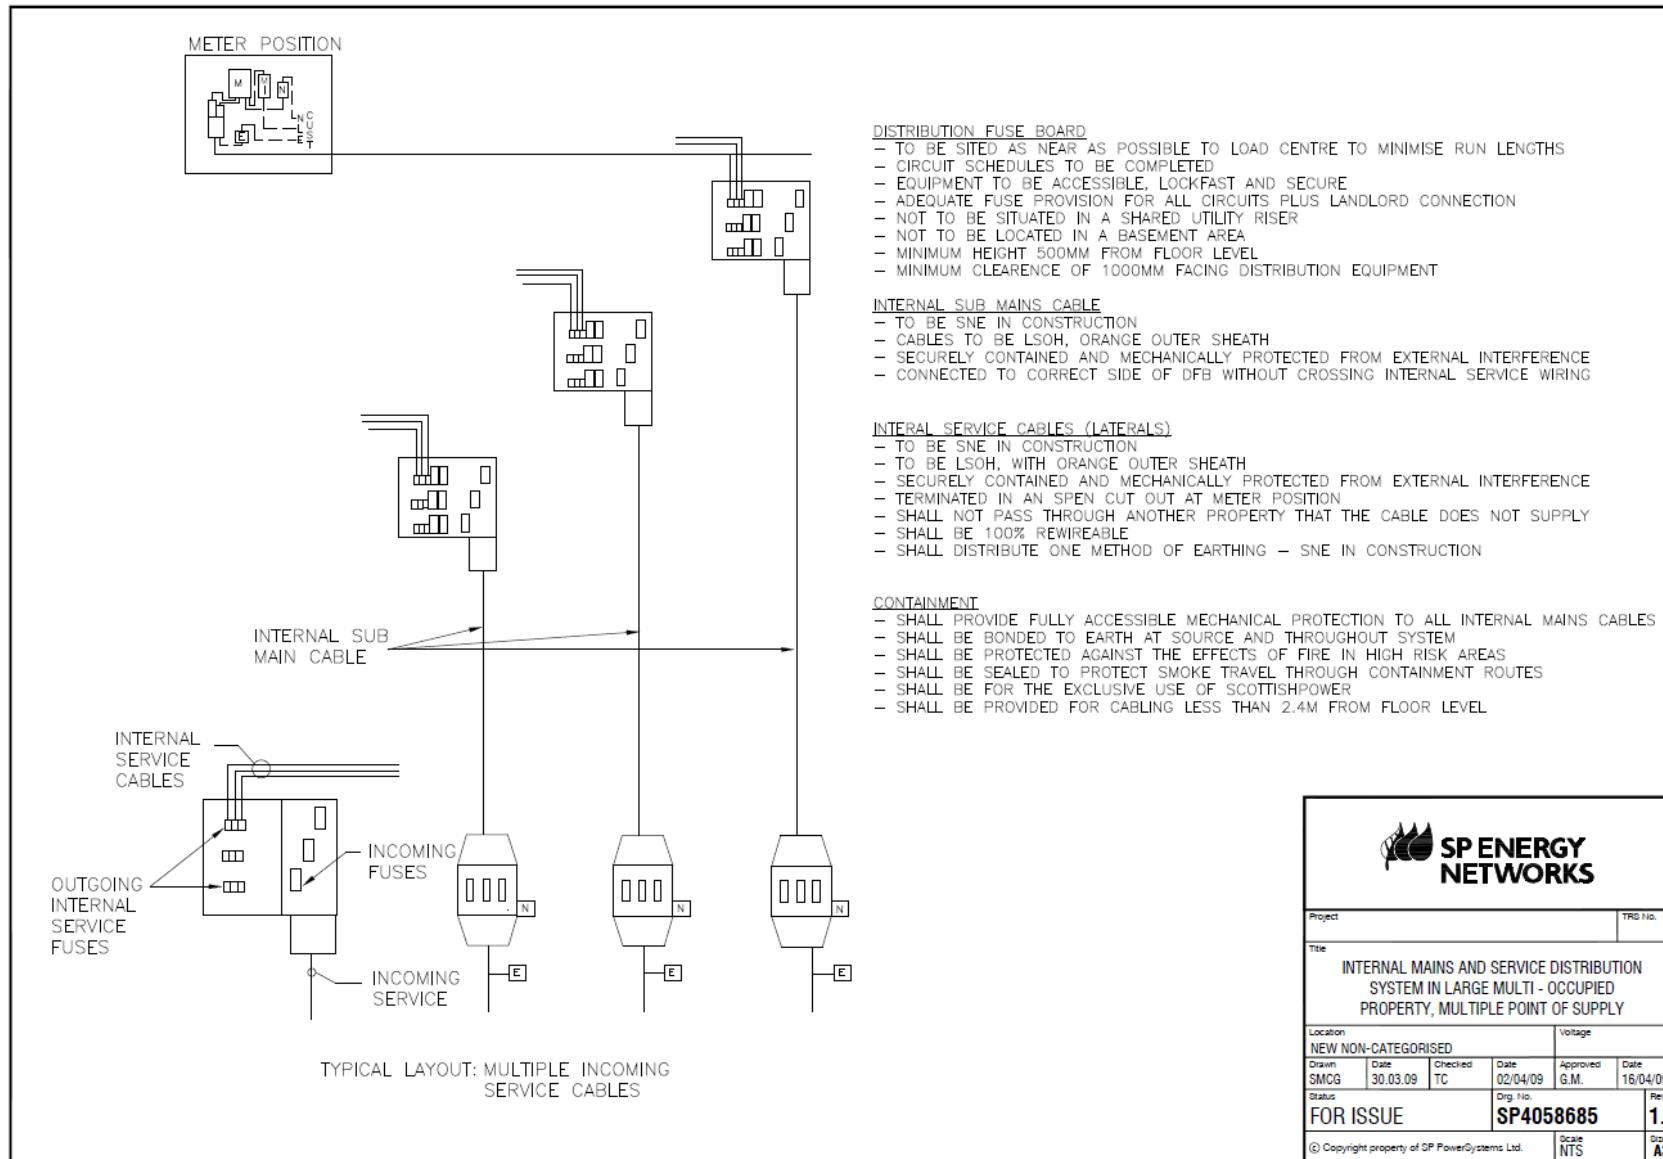 METER POSITION
M
M
I
N
E
N
L
E
CUST
DISTRIBUTION FUSE BOARD
– TO BE SITED AS NEAR AS POSSIBLE TO LOAD CENTRE TO MINIMISE RUN LENGTHS
– CIRCUIT SCHEDULES TO BE COMPLETED
– EQUIPMENT TO BE ACCESSIBLE, LOCKFAST AND SECURE
– ADEQUATE FUSE PROVISION FOR ALL CIRCUITS PLUS LANDLORD CONNECTION
– NOT TO BE SITUATED IN A SHARED UTILITY RISER
– NOT TO BE LOCATED IN A BASEMENT AREA
– MINIMUM HEIGHT 500MM FROM FLOOR LEVEL
– MINIMUM CLEARENCE OF 1000MM FACING DISTRIBUTION EQUIPMENT
INTERNAL SUB MAINS CABLE
– TO BE SNE IN CONSTRUCTION
– CABLES TO BE LSOH, ORANGE OUTER SHEATH
– SECURELY CONTAINED AND MECHANICALLY PROTECTED FROM EXTERNAL INTERFERENCE
– CONNECTED TO CORRECT SIDE OF DFB WITHOUT CROSSING INTERNAL SERVICE WIRING
INTERAL SERVICE CABLES (LATERALS)
– TO BE SNE IN CONSTRUCTION
– TO BE LSOH, WITH ORANGE OUTER SHEATH
– SECURELY CONTAINED AND MECHANICALLY PROTECTED FROM EXTERNAL INTERFERENCE
– TERMINATED IN AN SPEN CUT OUT AT METER POSITION
– SHALL NOT PASS THROUGH ANOTHER PROPERTY THAT THE CABLE DOES NOT SUPPLY
– SHALL BE 100% REWIREABLE
– SHALL DISTRIBUTE ONE METHOD OF EARTHING – SNE IN CONSTRUCTION
CONTAINMENT
– SHALL PROVIDE FULLY ACCESSIBLE MECHANICAL PROTECTION TO ALL INTERNAL MAINS CABLES
– SHALL BE BONDED TO EARTH AT SOURCE AND THROUGHOUT SYSTEM
– SHALL BE PROTECTED AGAINST THE EFFECTS OF FIRE IN HIGH RISK AREAS
– SHALL BE SEALED TO PROTECT SMOKE TRAVEL THROUGH CONTAINMENT ROUTES
– SHALL BE FOR THE EXCLUSIVE USE OF SCOTTISHPOWER
– SHALL BE PROVIDED FOR CABLING LESS THAN 2.4M FROM FLOOR LEVEL
INTERNAL SUB
MAIN CABLE
INTERNAL
SERVICE
CABLES
INCOMING
FUSES
OUTGOING
INTERNAL
SERVICE
FUSES
INCOMING
SERVICE
N
N
N
E
E
E
TYPICAL LAYOUT: MULTIPLE INCOMING
SERVICE CABLES
SP ENERGY
NETWORKS
Project
TRS No.
Title
INTERNAL MAINS AND SERVICE DISTRIBUTION
SYSTEM IN LARGE MULTI - OCCUPIED
PROPERTY, MULTIPLE POINT OF SUPPLY
Location
Voltage
NEW NON-CATEGORISED
Drawn Date Checked Date Approved Date
SMCG 30.03.09 TC 02/04/09 G.M. 16/04/0
Status Drg. No.
FOR ISSUE SP4058685 1.
© Copyright property of SP PowerSystems Ltd.
Scale
NTS